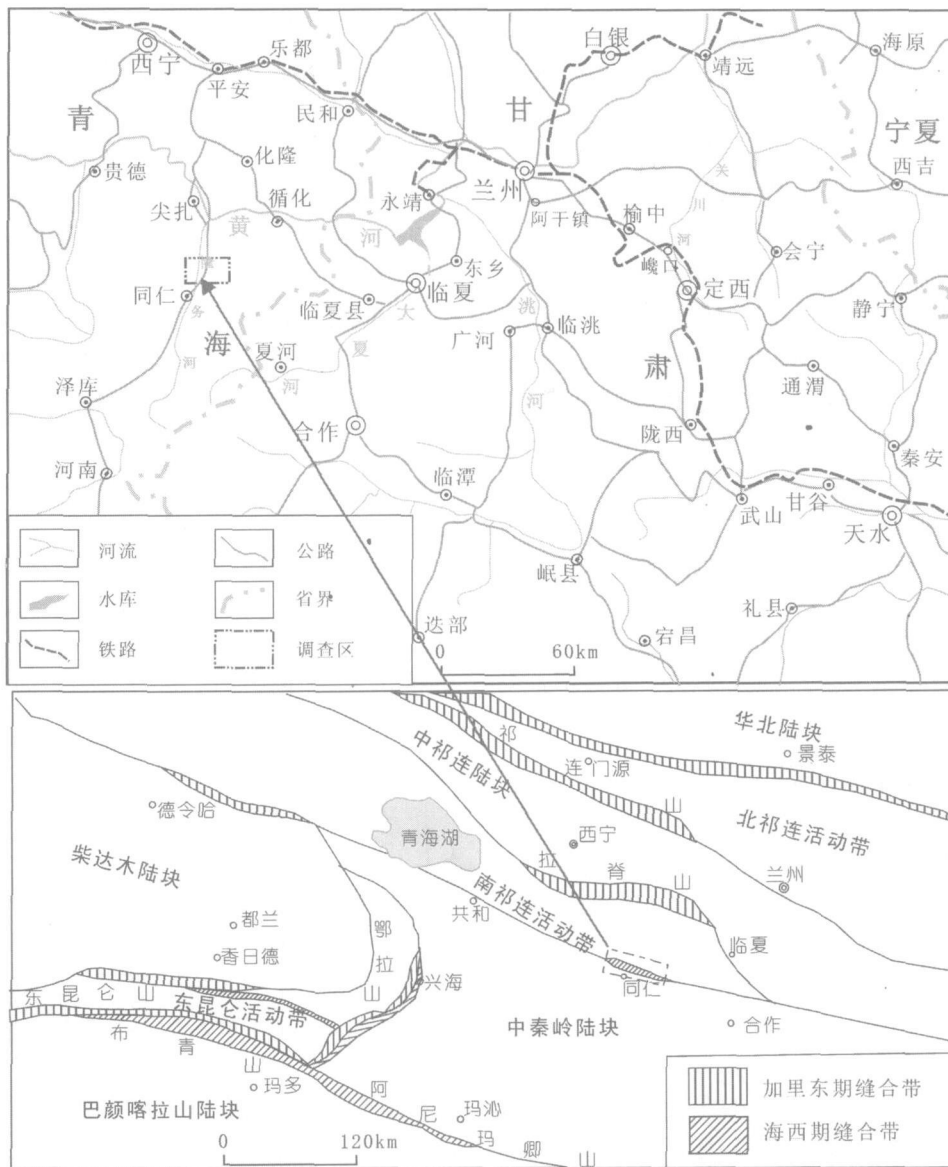 白银
海原
乐都
西宁
靖远
平安
民和
青
甘
宁夏
化隆
兰州
西吉
贵德
永靖
关
尖扎
循化
阿干镇
川
榆中
黄
河
河
会宁
东乡
巉口
临夏
定西
同仁
临夏县
大
洮
静宁
务
海
广河
临洮
夏河
夏
河
河
肃
通渭
泽库
河
合作
陇西
秦安
河南
临潭
武山
甘谷
天水
河流
公路
岷县
水库
省界
礼县
铁路
调查区
迭部
宕昌
0 60km
华北陆块
祁
中祁连陆块
景泰
连
门源
山
德令哈
北祁连活动带
青海湖
西宁
柴达木陆块
拉
脊
山
兰州
南祁连活动带
共和
都兰
鄂
临夏
香日德
拉
兴海
同仁
东昆仑山
山
东昆仑活动带
中秦岭陆块
合作
布
青
山
玛多
阿
加里东期缝合带
巴颜喀拉山陆块
尼
玛沁
玛
海西期缝合带
0 120km
卿
山